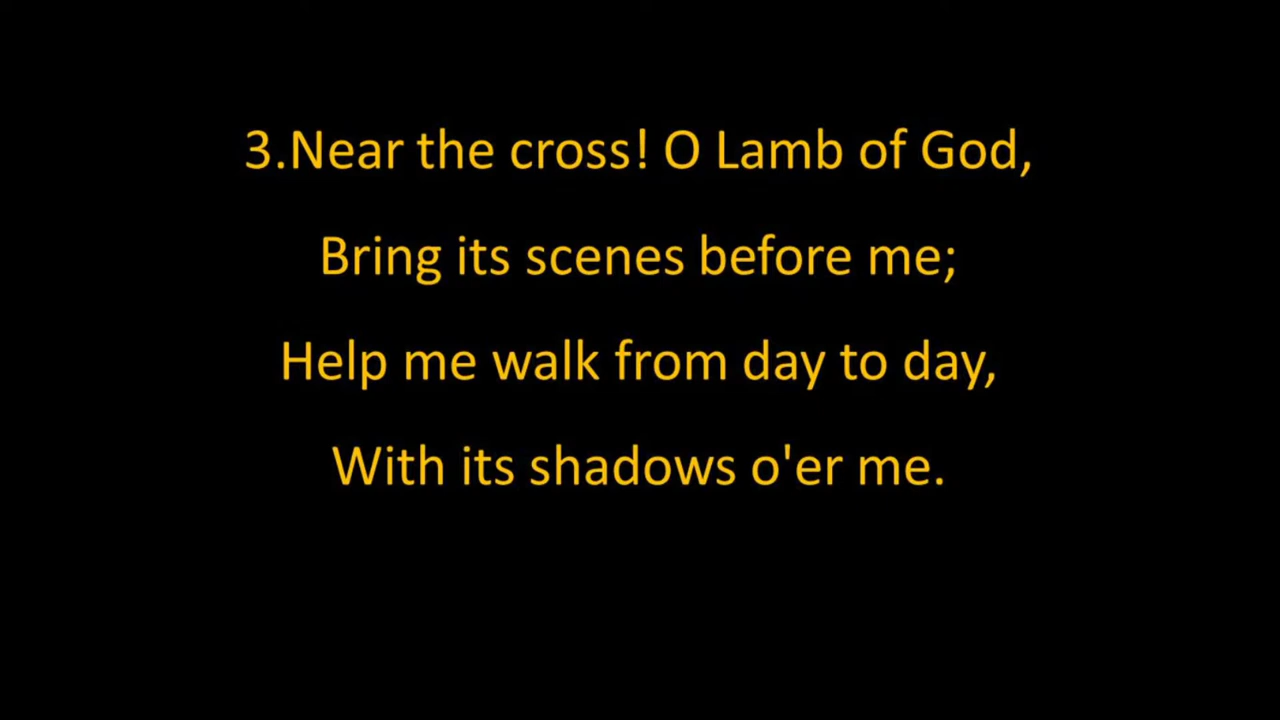 3.Near the cross! O Lamb of God,
Bring its scenes before me;
Help me walk from day to day,
With its shadows o'er me.